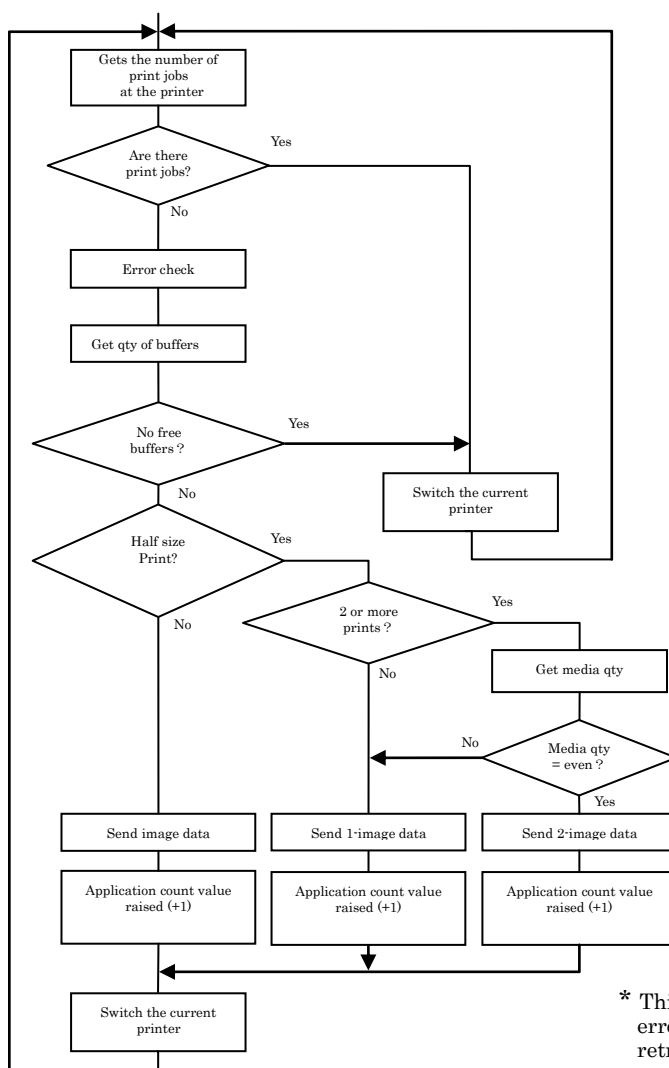 Gets the number of
print jobs
at the printer
Yes
Are there
print jobs?
No
Error check
Get qty of buffers
Yes
No free
buffers ?
No
Switch the current
printer
Half size
Print?
Yes
No
2 or more
prints ?
Yes
No
Get media qty
No
Media qty
= even ?
Yes
Send image data
Send 1-image data
Send 2-image data
Application count value
raised (+1)
Application count value
raised (+1)
Application count value
raised (+1)
Switch the current
printer
*